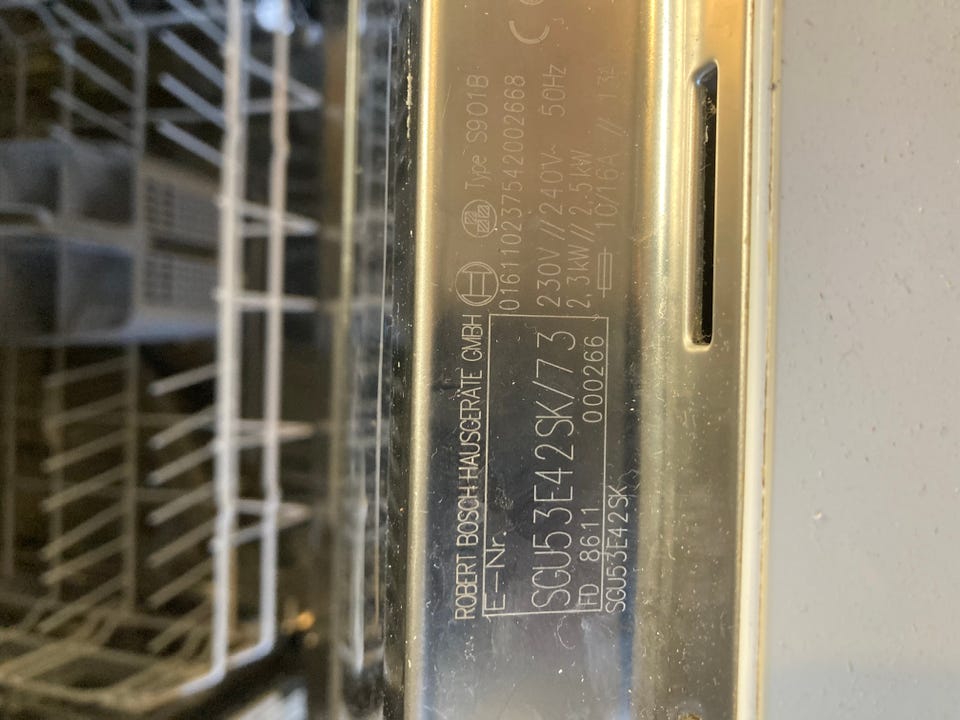 ROBERT BOSCH HAUSGERÄTE GMBH Type S901B
E-Nr. 016110237542002668
SGU53E42SK/73 230V//240V~ 50Hz
2,3kW//2,5kW
FD 8611 000266 10/16A // 13A
SGU53E42SK